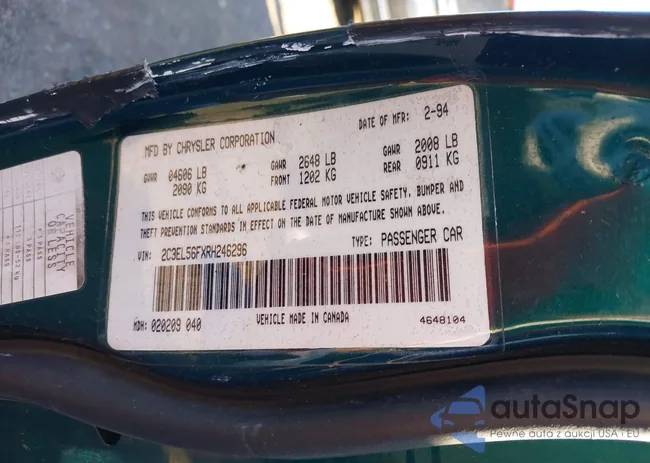 MFD BY CHRYSLER CORPORATION DATE OF MFR: 2-94
GVWR 04606 LB GAWR 2648 LB GAWR 2008 LB
2090 KG FRONT 1202 KG REAR 0911 KG
THIS VEHICLE CONFORMS TO ALL APPLICABLE FEDERAL MOTOR VEHICLE SAFETY, BUMPER AND
THEFT PREVENTION STANDARDS IN EFFECT ON THE DATE OF MANUFACTURE SHOWN ABOVE.
VIN: 2C3EL56FXRH246296 TYPE: PASSENGER CAR
MDH: 020209 040 VEHICLE MADE IN CANADA 4648104
VEHICLE
CAPACITY
OF LESS
autaSnap
Pewne auta z aukcji USA i EU